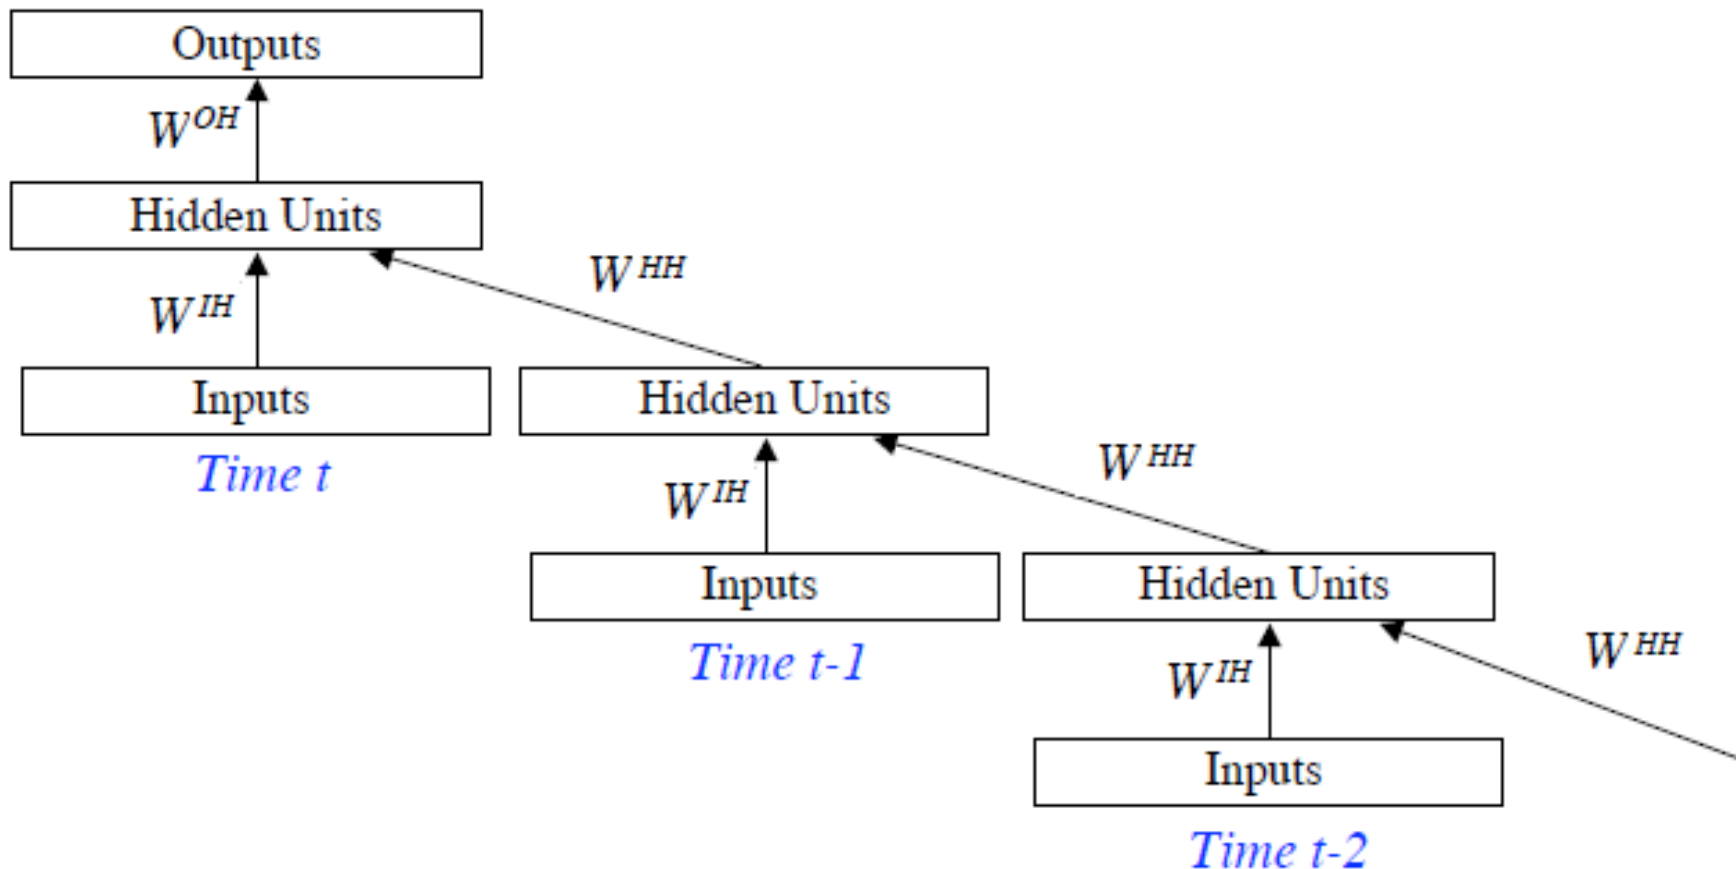 Outputs
W^OH
Hidden Units
W^HH
W^IH
Inputs
Hidden Units
Time t
W^HH
W^IH
Inputs
Hidden Units
Time t-1
W^HH
W^IH
Inputs
Time t-2